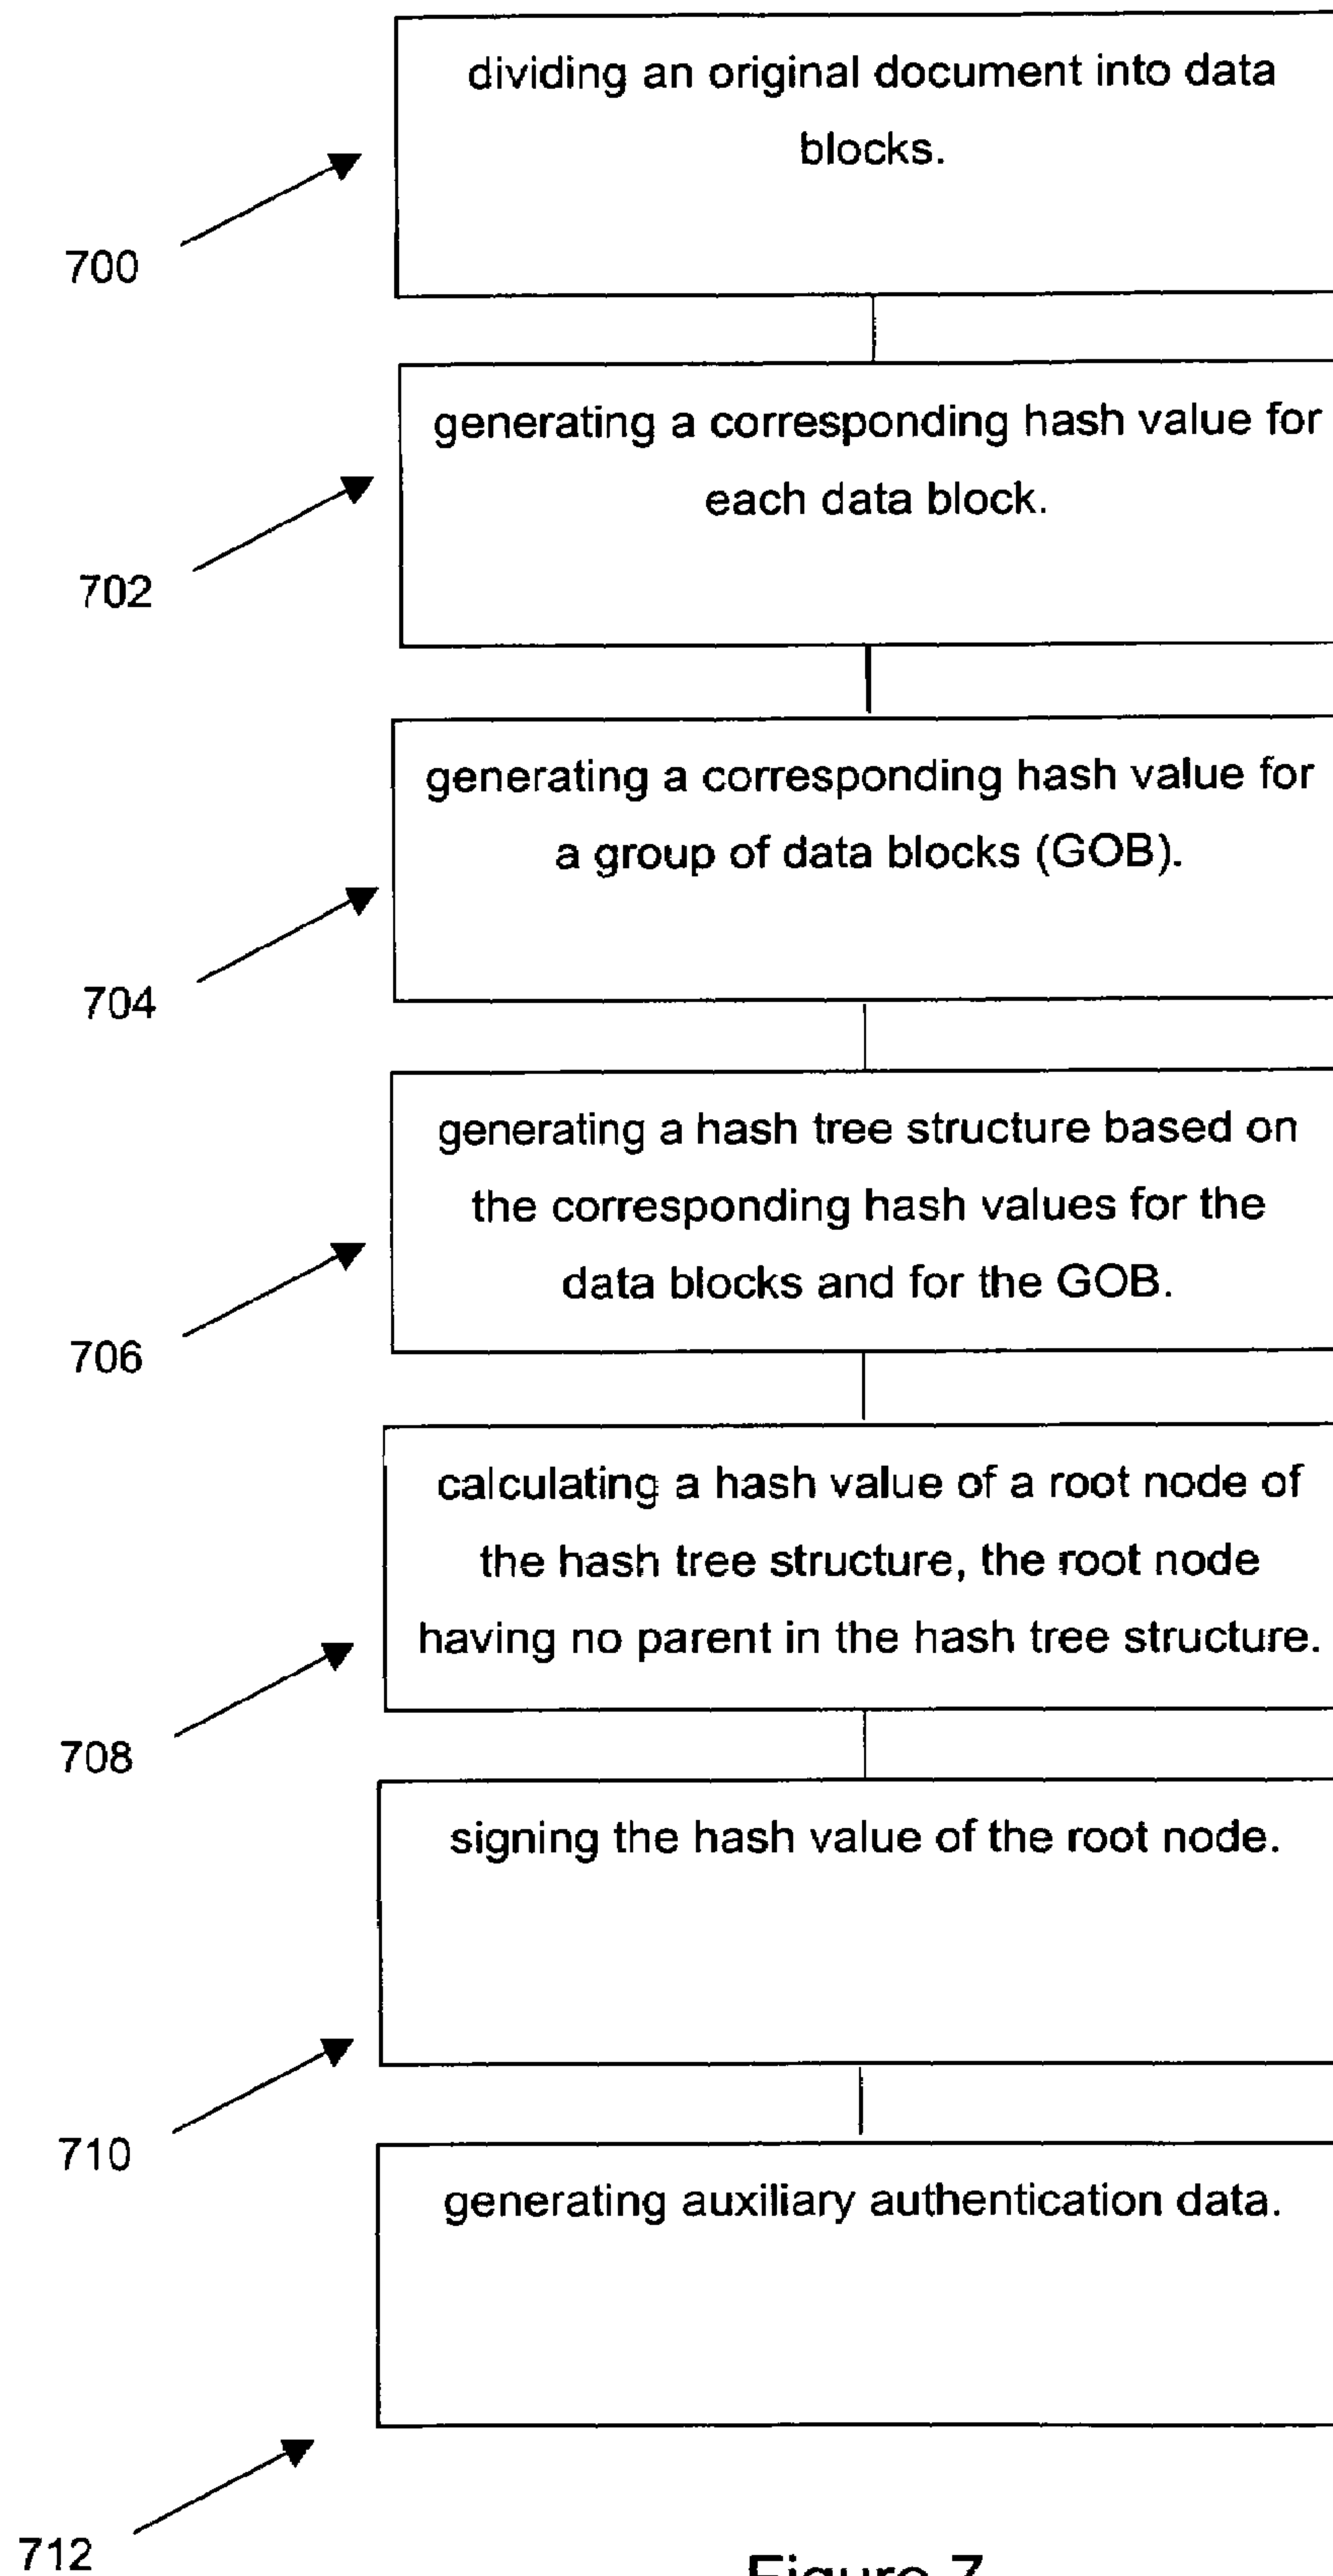 dividing an original document into data
blocks.
700
generating a corresponding hash value for
each data block.
702
generating a corresponding hash value for
a group of data blocks (GOB).
704
generating a hash tree structure based on
the corresponding hash values for the
data blocks and for the GOB.
706
calculating a hash value of a root node of
the hash tree structure, the root node
having no parent in the hash tree structure.
708
signing the hash value of the root node.
710
generating auxiliary authentication data.
712
Figure 7